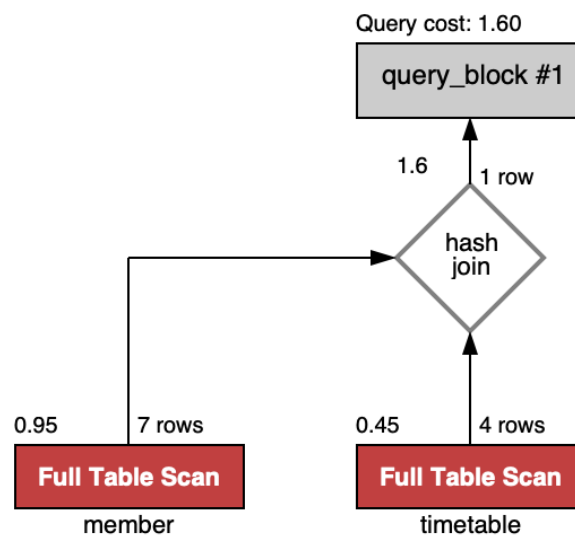 Query cost: 1.60
query_block #1
1.6
1 row
hash
join
0.95
7 rows
0.45
4 rows
Full Table Scan
Full Table Scan
member
timetable